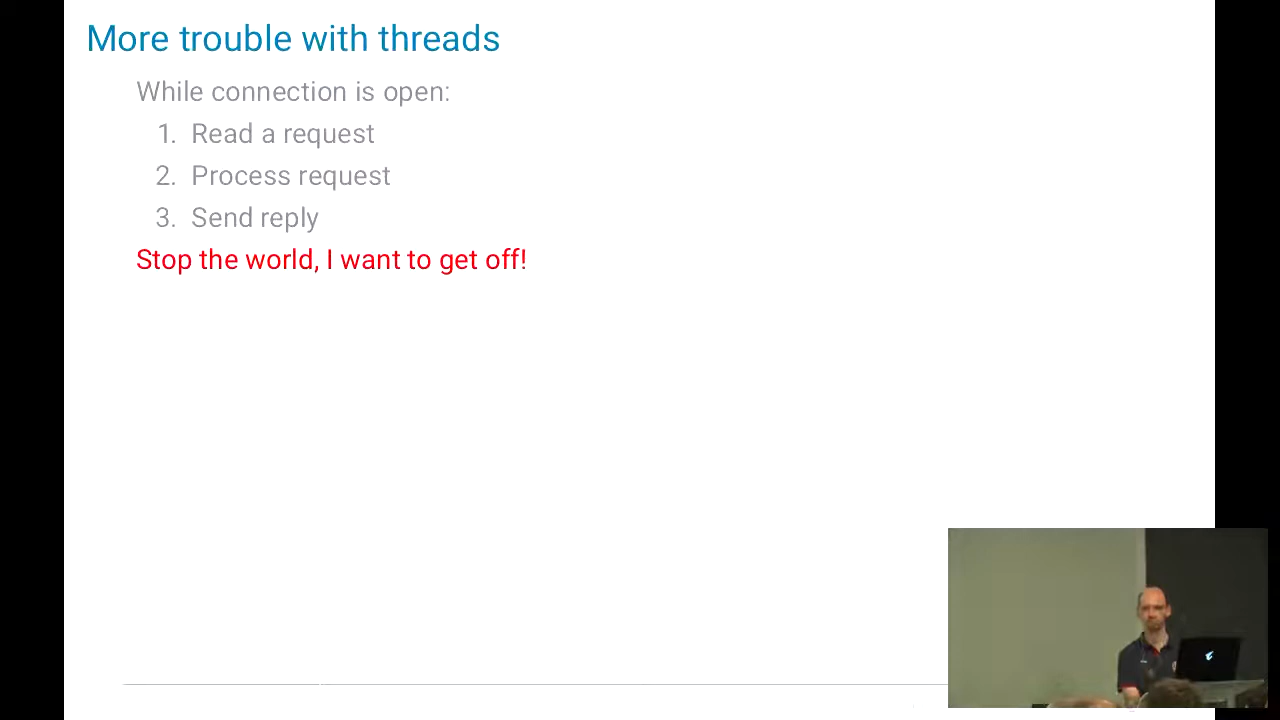 More trouble with threads
While connection is open:
1. Read a request
2. Process request
3. Send reply
Stop the world, I want to get off!